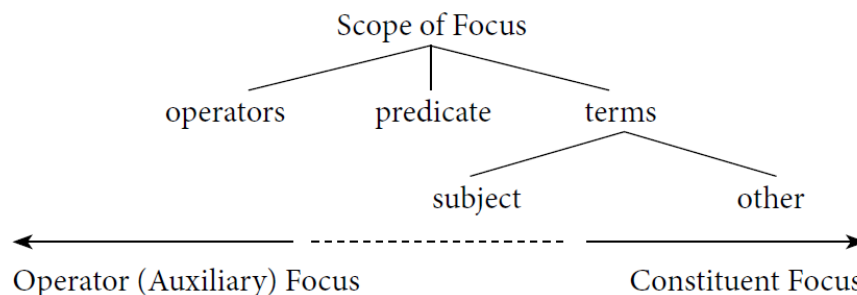 Scope of Focus
operators predicate terms
subject other
Operator (Auxiliary) Focus Constituent Focus